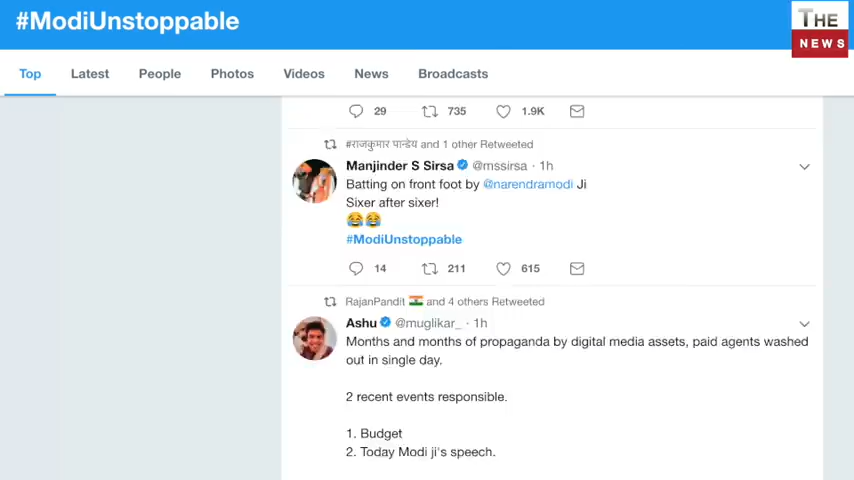 #ModiUnstoppable
THE
NEWS
Top Latest People Photos Videos News Broadcasts
29 735 1.9K
#राजकुमार पान्डेय and 1 other Retweeted
Manjinder S Sirsa @mssirsa · 1h
Batting on front foot by @narendramodi Ji
Sixer after sixer!
😂😂
#ModiUnstoppable
14 211 615
RajanPandit 🇮🇳 and 4 others Retweeted
Ashu @muglikar_ · 1h
Months and months of propaganda by digital media assets, paid agents washed
out in single day.
2 recent events responsible.
1. Budget
2. Today Modi ji's speech.